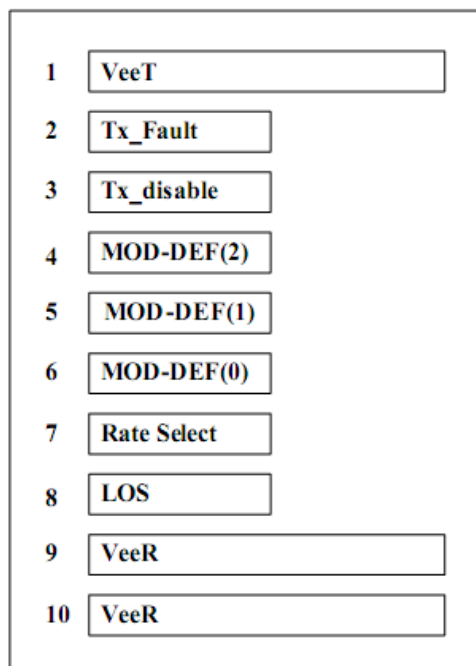 1 VeeT
2 Tx_Fault
3 Tx_disable
4 MOD-DEF(2)
5 MOD-DEF(1)
6 MOD-DEF(0)
7 Rate Select
8 LOS
9 VeeR
10 VeeR